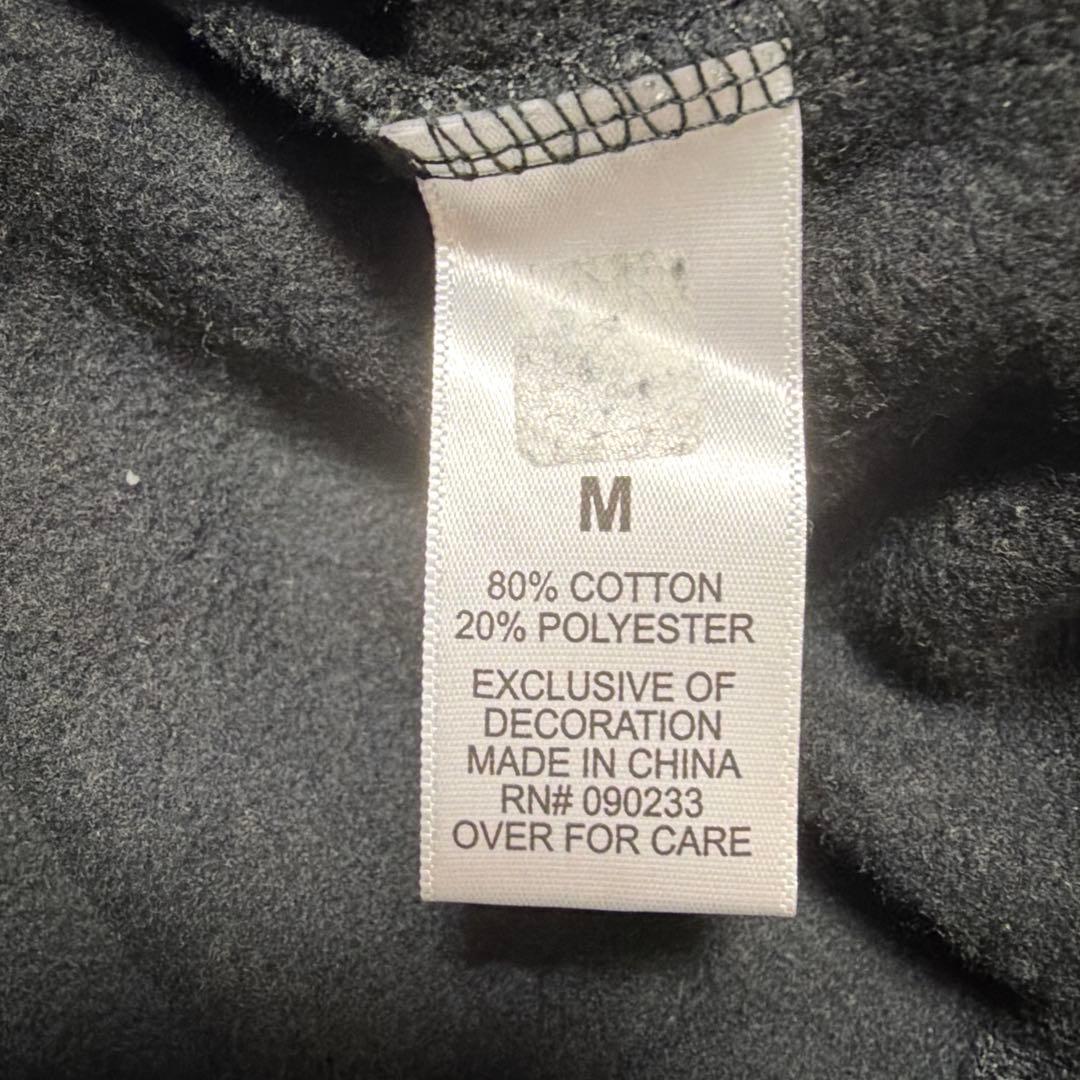 M
80% COTTON
20% POLYESTER
EXCLUSIVE OF
DECORATION
MADE IN CHINA
RN# 090233
OVER FOR CARE